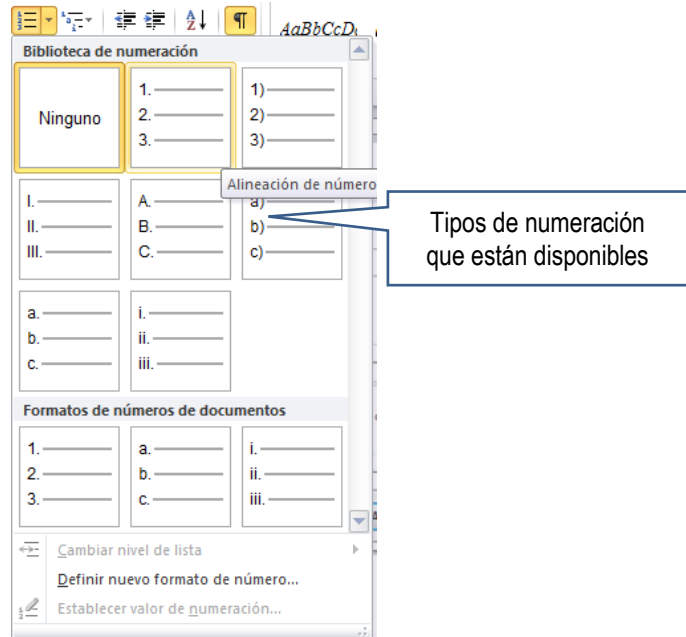 AaBbCcD
Biblioteca de numeración
Ninguno
1.
2.
3.
1)
2)
3)
Alineación de número
I.
II.
III.
A.
B.
C.
a)
b)
c)
Tipos de numeración
que están disponibles
a.
b.
c.
i.
ii.
iii.
Formatos de números de documentos
1.
2.
3.
a.
b.
c.
i.
ii.
iii.
Cambiar nivel de lista
Definir nuevo formato de número...
Establecer valor de numeración...